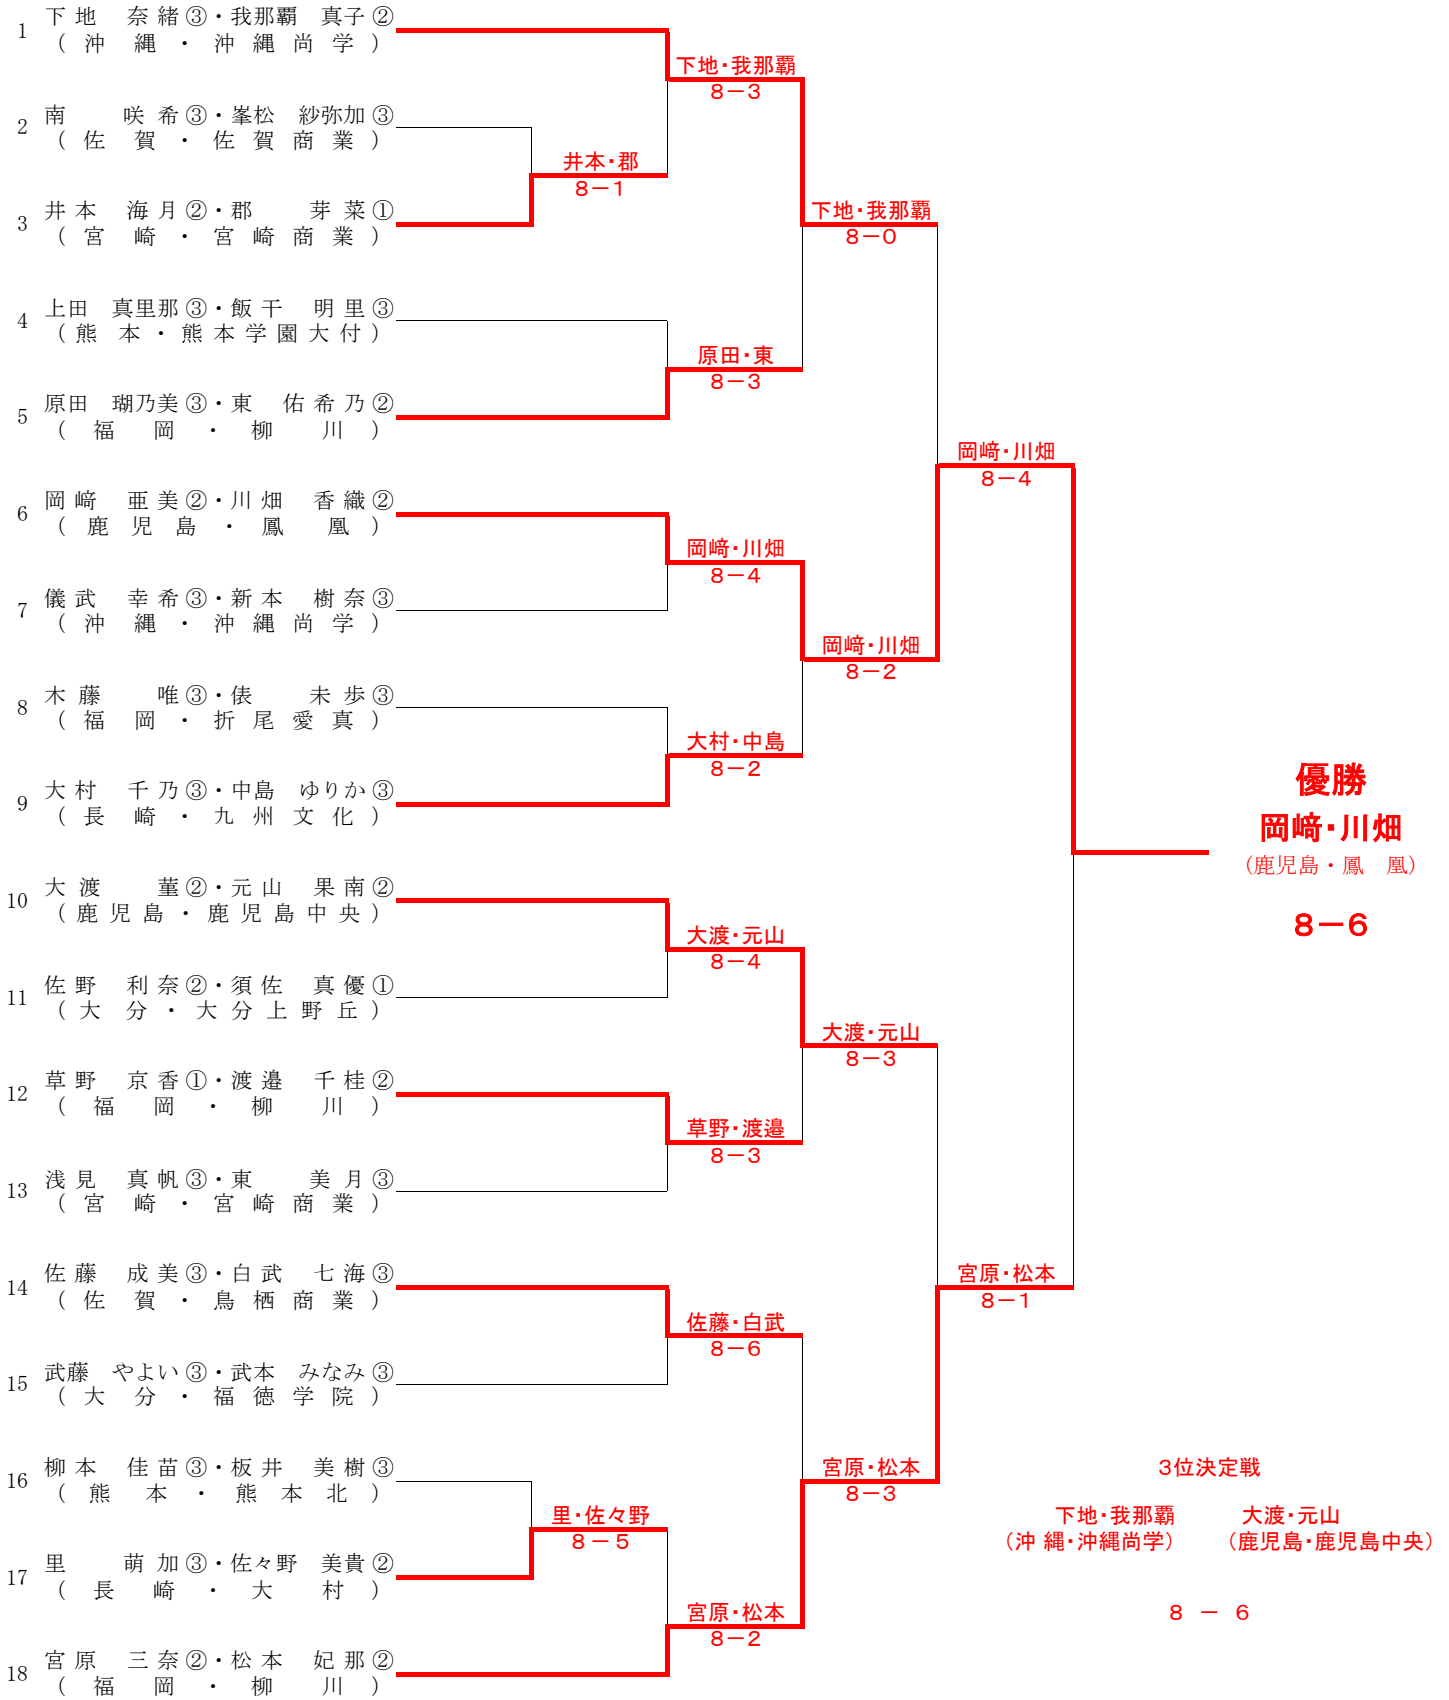 1 下地 奈緒③・我那覇 真子②
(沖縄・沖縄尚学)
2 南 咲希③・峯松 紗弥加③
(佐賀・佐賀商業)
3 井本 海月②・郡 芽菜①
(宮崎・宮崎商業)
4 上田 真里那③・飯干 明里③
(熊本・熊本学園大付)
5 原田 瑚乃美③・東 佑希乃②
(福岡・柳川)
6 岡﨑 亜美②・川畑 香織②
(鹿児島・鳳凰)
7 儀武 幸希③・新本 樹奈③
(沖縄・沖縄尚学)
8 木藤 唯③・俵 未歩③
(福岡・折尾愛真)
9 大村 千乃③・中島 ゆりか③
(長崎・九州文化)
10 大渡 菫②・元山 果南②
(鹿児島・鹿児島中央)
11 佐野 利奈②・須佐 真優①
(大分・大分上野丘)
12 草野 京香①・渡邉 千桂②
(福岡・柳川)
13 浅見 真帆③・東 美月③
(宮崎・宮崎商業)
14 佐藤 成美③・白武 七海③
(佐賀・鳥栖商業)
15 武藤 やよい③・武本 みなみ③
(大分・福徳学院)
16 柳本 佳苗③・板井 美樹③
(熊本・熊本北)
17 里 萌加③・佐々野 美貴②
(長崎・大村)
18 宮原 三奈②・松本 妃那②
(福岡・柳川)
井本・郡
8-1
里・佐々野
8-5
下地・我那覇
8-3
原田・東
8-3
岡﨑・川畑
8-4
大村・中島
8-2
大渡・元山
8-4
草野・渡邉
8-3
佐藤・白武
8-6
宮原・松本
8-2
下地・我那覇
8-0
岡﨑・川畑
8-2
大渡・元山
8-3
宮原・松本
8-3
岡﨑・川畑
8-4
宮原・松本
8-1
優勝
岡﨑・川畑
(鹿児島・鳳 凰)
8-6
3位決定戦
下地・我那覇 大渡・元山
(沖 縄・沖縄尚学) (鹿児島・鹿児島中央)
8 - 6